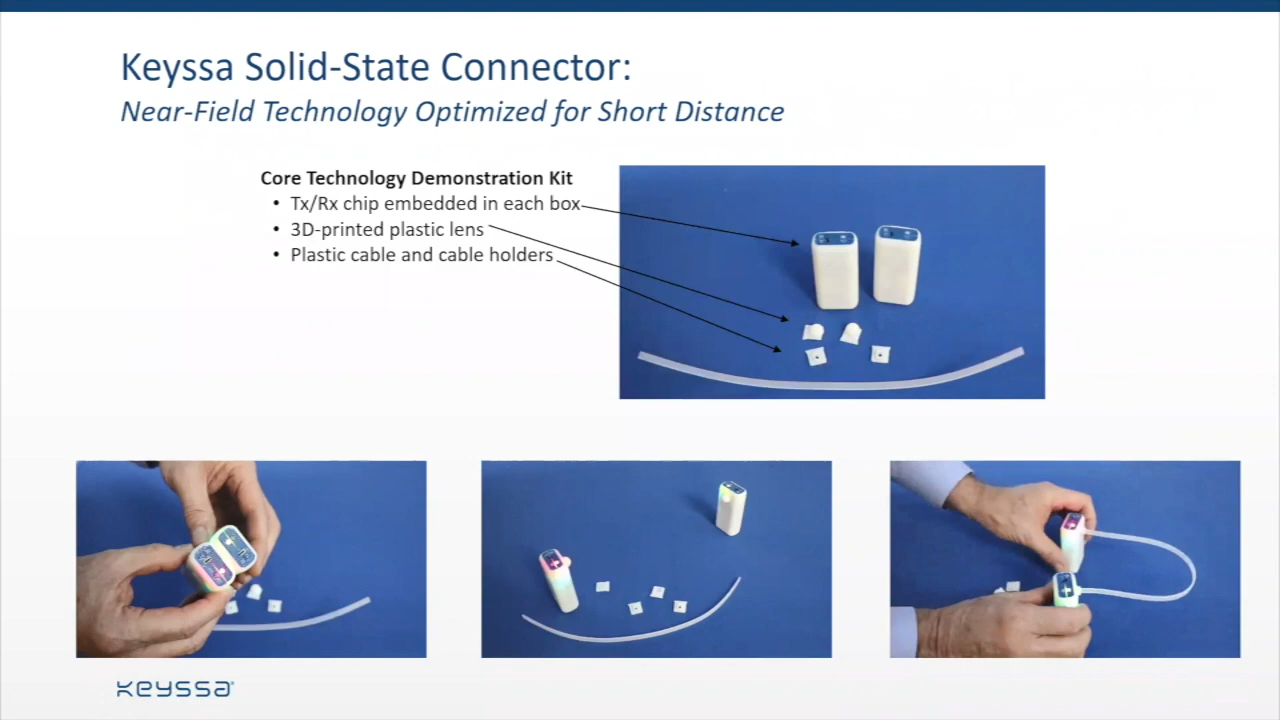 Keyssa Solid-State Connector:
Near-Field Technology Optimized for Short Distance
Core Technology Demonstration Kit
• Tx/Rx chip embedded in each box
• 3D-printed plastic lens
• Plastic cable and cable holders
keyssa